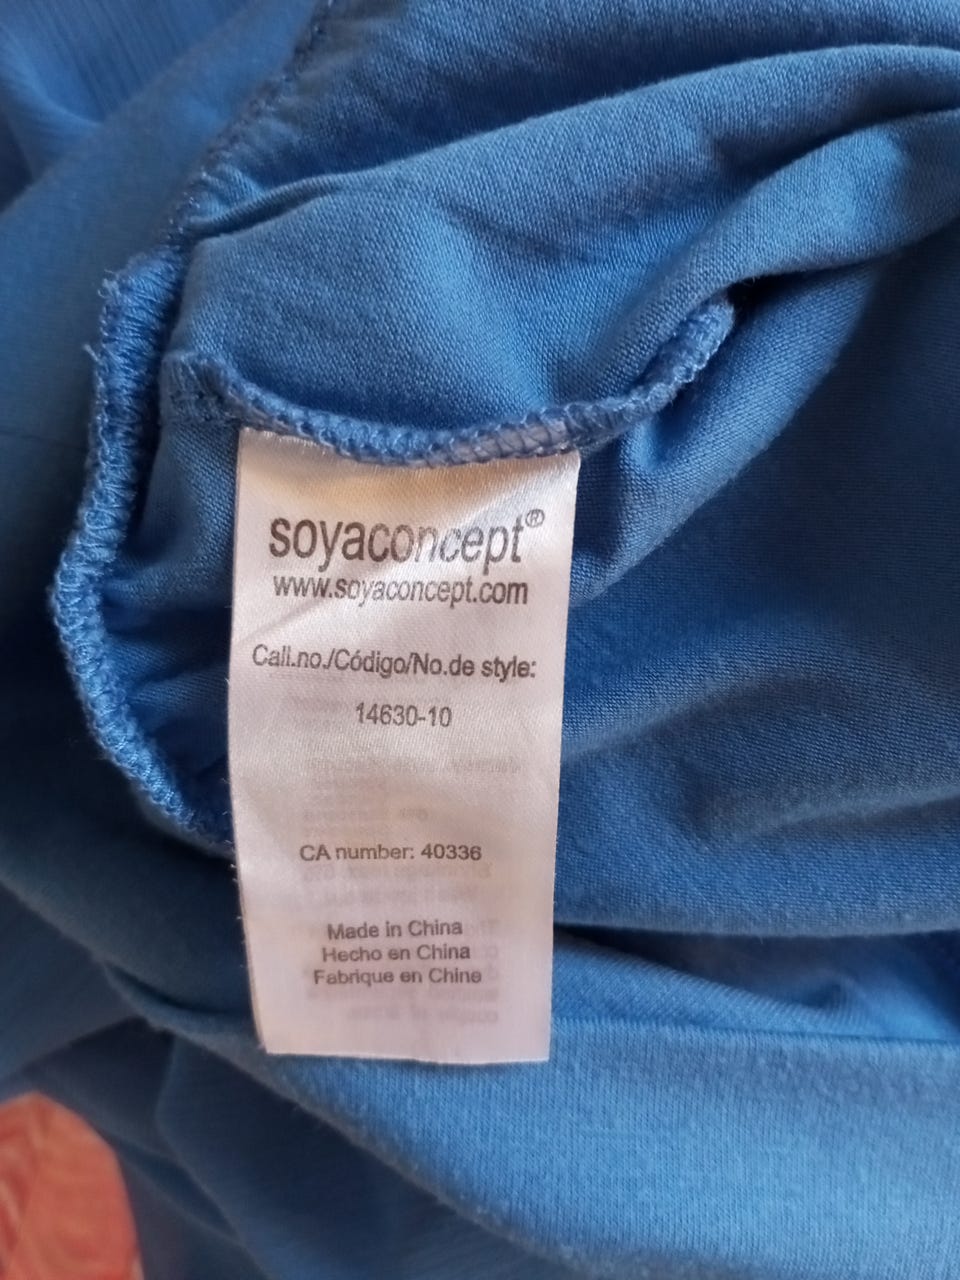 soyaconcept®
www.soyaconcept.com
Call.no./Código/No.de style:
14630-10
CA number: 40336
Made in China
Hecho en China
Fabrique en Chine